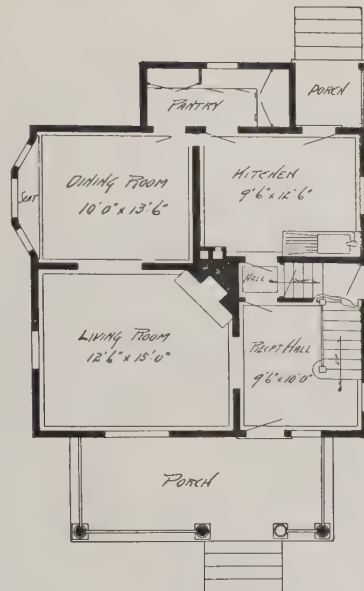 PORCH
PANTRY
DINING ROOM
10'0" x 13'6"
KITCHEN
9'6" x 12'6"
SEAT
HALL
LIVING ROOM
12'6" x 15'0"
RECPT HALL
9'6" x 10'0"
PORCH